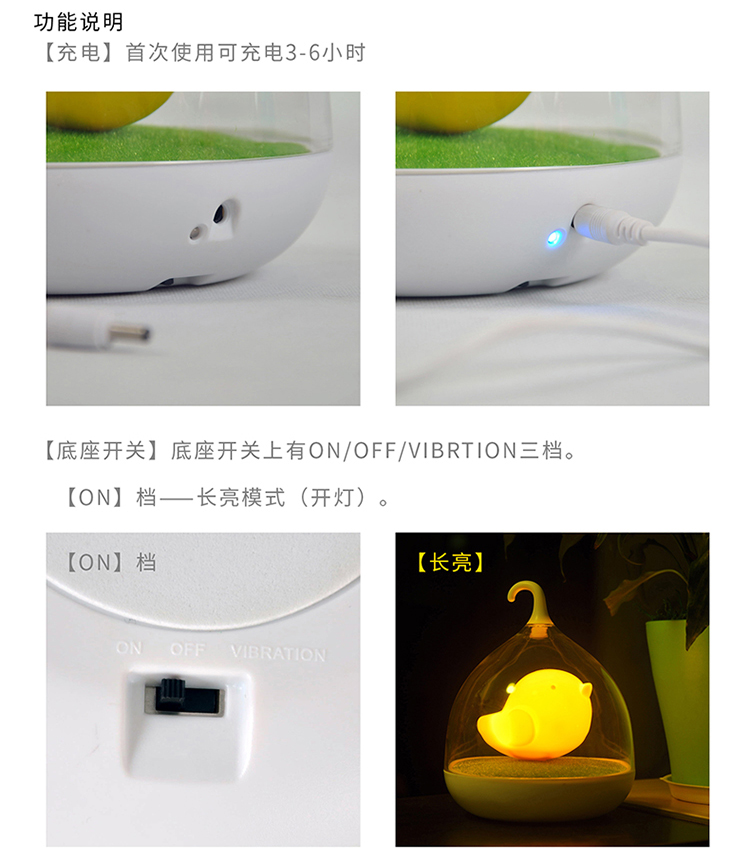 功能说明
【充电】首次使用可充电3-6小时
【底座开关】底座开关上有ON/OFF/VIBRTION三档。
【ON】档——长亮模式（开灯）。
【ON】档
【长亮】
ON OFF VIBRATION